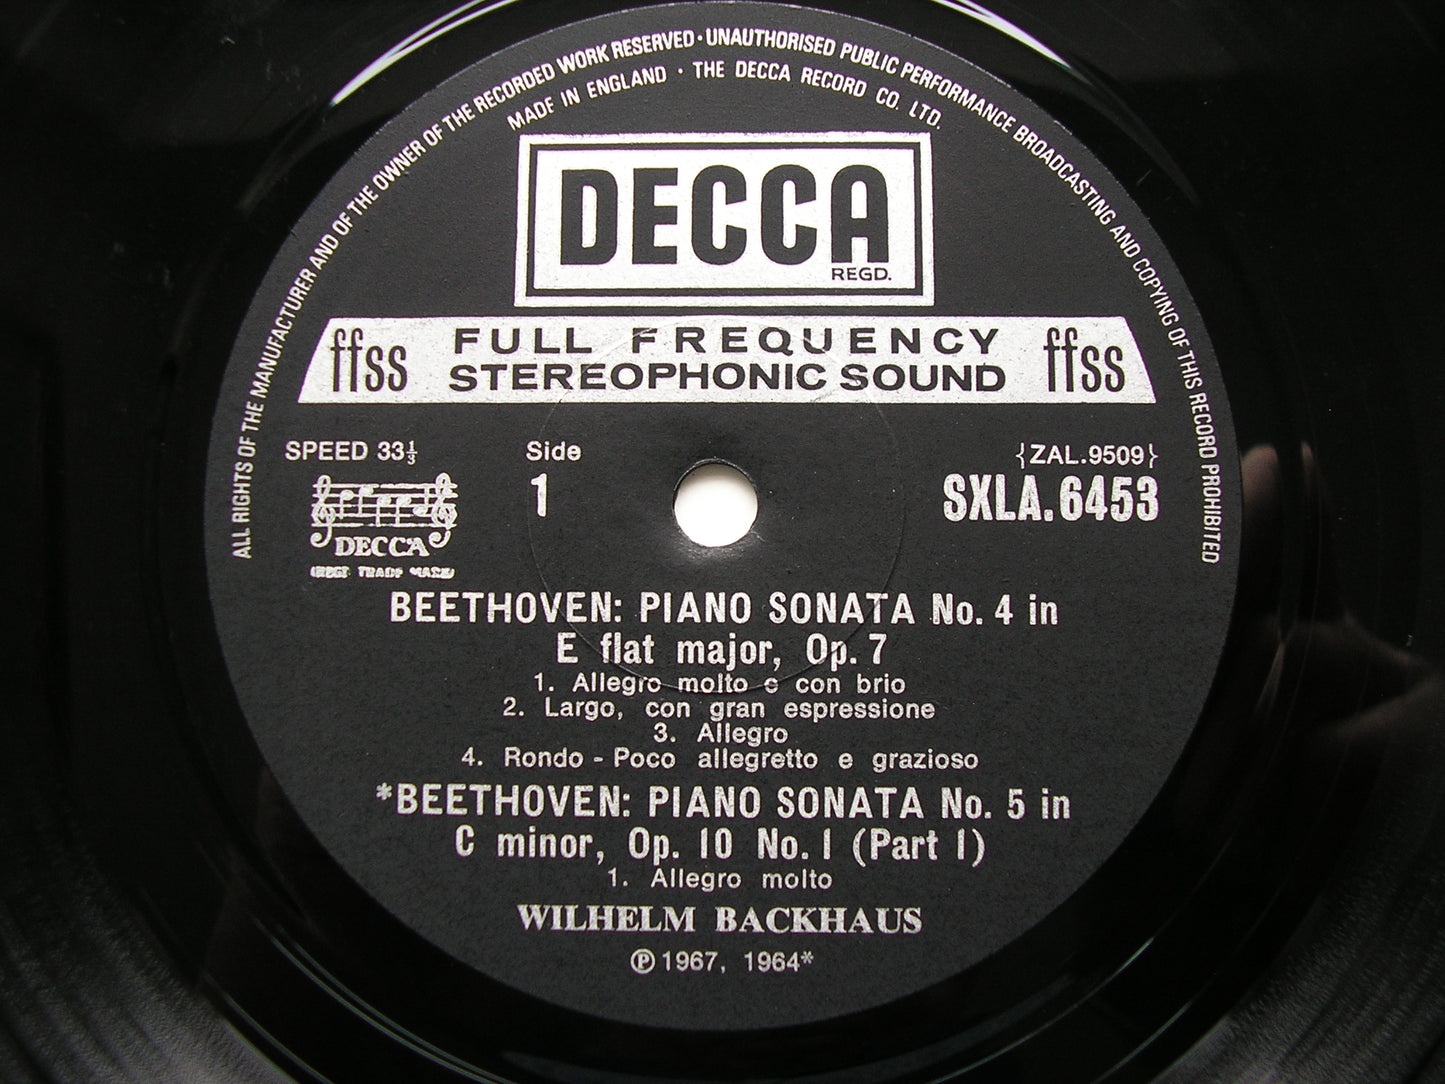 ALL RIGHTS OF THE MANUFACTURER AND OF THE OWNER OF THE RECORDED WORK RESERVED · UNAUTHORISED PUBLIC PERFORMANCE BROADCASTING AND COPYING OF THIS RECORD PROHIBITED
MADE IN ENGLAND · THE DECCA RECORD CO. LTD.
DECCA
REGD.
ffss FULL FREQUENCY STEREOPHONIC SOUND ffss
SPEED 33⅓
Side
1
{ZAL.9509}
SXLA.6453
DECCA
(REGD. TRADE MARK)
BEETHOVEN: PIANO SONATA No. 4 in
E flat major, Op. 7
1. Allegro molto e con brio
2. Largo, con gran espressione
3. Allegro
4. Rondo - Poco allegretto e grazioso
*BEETHOVEN: PIANO SONATA No. 5 in
C minor, Op. 10 No. 1 (Part 1)
1. Allegro molto
WILHELM BACKHAUS
℗ 1967, 1964*